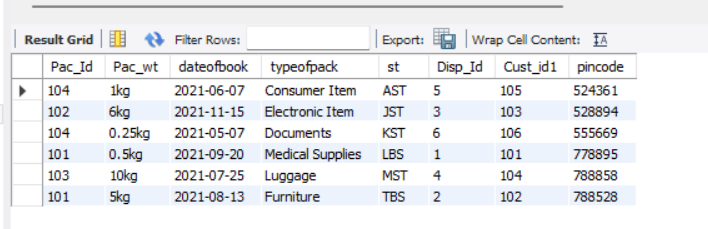 Result Grid Filter Rows: Export: Wrap Cell Content: IA
Pac_Id Pac_wt dateofbook typeofpack st Disp_Id Cust_id1 pincode
104 1kg 2021-06-07 Consumer Item AST 5 105 524361
102 6kg 2021-11-15 Electronic Item JST 3 103 528894
104 0.25kg 2021-05-07 Documents KST 6 106 555669
101 0.5kg 2021-09-20 Medical Supplies LBS 1 101 778895
103 10kg 2021-07-25 Luggage MST 4 104 788858
101 5kg 2021-08-13 Furniture TBS 2 102 788528